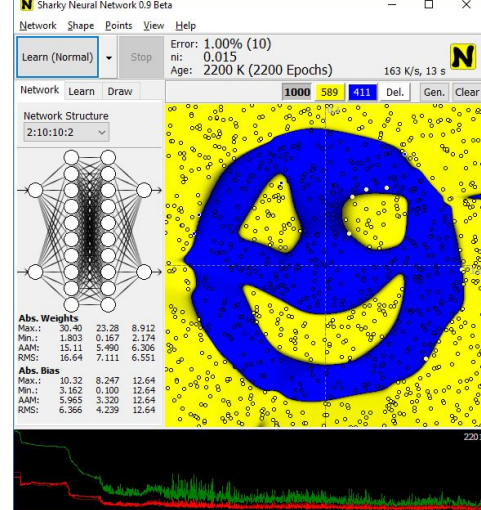 Sharky Neural Network 0.9 Beta
Network Shape Points View Help
Learn (Normal)
Stop
Error: 1.00% (10)
ni: 0.015
Age: 2200 K (2200 Epochs)
163 K/s, 13 s
N
Network Learn Draw
1000 589 411 Del. Gen. Clear
Network Structure
2:10:10:2
Abs. Weights
Max.: 30.40 23.28 8.912
Min.: 1.803 0.167 2.174
AAM: 15.11 5.490 6.306
RMS: 16.64 7.111 6.551
Abs. Bias
Max.: 10.32 8.247 12.64
Min.: 3.162 0.100 12.64
AAM: 5.965 3.320 12.64
RMS: 6.366 4.239 12.64